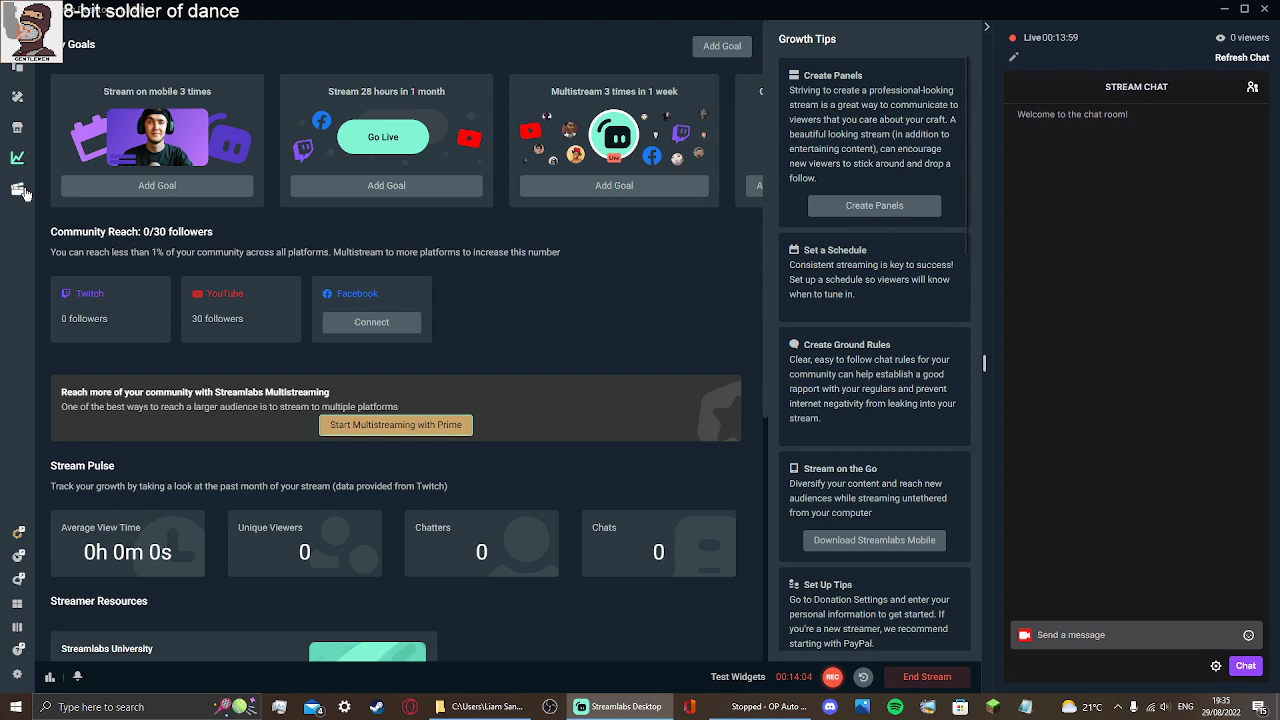 8-bit soldier of dance
GENTLEMEN
Goals
Add Goal
Stream on mobile 3 times
Add Goal
Stream 28 hours in 1 month
Go Live
Add Goal
Multistream 3 times in 1 week
Live
Add Goal
Community Reach: 0/30 followers
You can reach less than 1% of your community across all platforms. Multistream to more platforms to increase this number
Twitch
0 followers
YouTube
30 followers
Facebook
Connect
Reach more of your community with Streamlabs Multistreaming
One of the best ways to reach a larger audience is to stream to multiple platforms
Start Multistreaming with Prime
Stream Pulse
Track your growth by taking a look at the past month of your stream (data provided from Twitch)
Average View Time
0h 0m 0s
Unique Viewers
0
Chatters
0
Chats
0
Streamer Resources
Streamlabs University
Growth Tips
Create Panels
Striving to create a professional-looking
stream is a great way to communicate to
viewers that you care about your craft. A
beautiful looking stream (in addition to
entertaining content), can encourage
new viewers to stick around and drop a
follow.
Create Panels
Set a Schedule
Consistent streaming is key to success!
Set up a schedule so viewers will know
when to tune in.
Create Ground Rules
Clear, easy to follow chat rules for your
community can help establish a good
rapport with your regulars and prevent
internet negativity from leaking into your
stream.
Stream on the Go
Diversify your content and reach new
audiences while streaming untethered
from your computer
Download Streamlabs Mobile
Set Up Tips
Go to Donation Settings and enter your
personal information to get started. If
you're a new streamer, we recommend
starting with PayPal.
Live 00:13:59
0 viewers
Refresh Chat
STREAM CHAT
Welcome to the chat room!
Send a message
Chat
Test Widgets
00:14:04
REC
End Stream
Type here to search
C:\Users\Liam San...
Streamlabs Desktop
Stopped - OP Auto...
21°C
19:35
29/08/2022